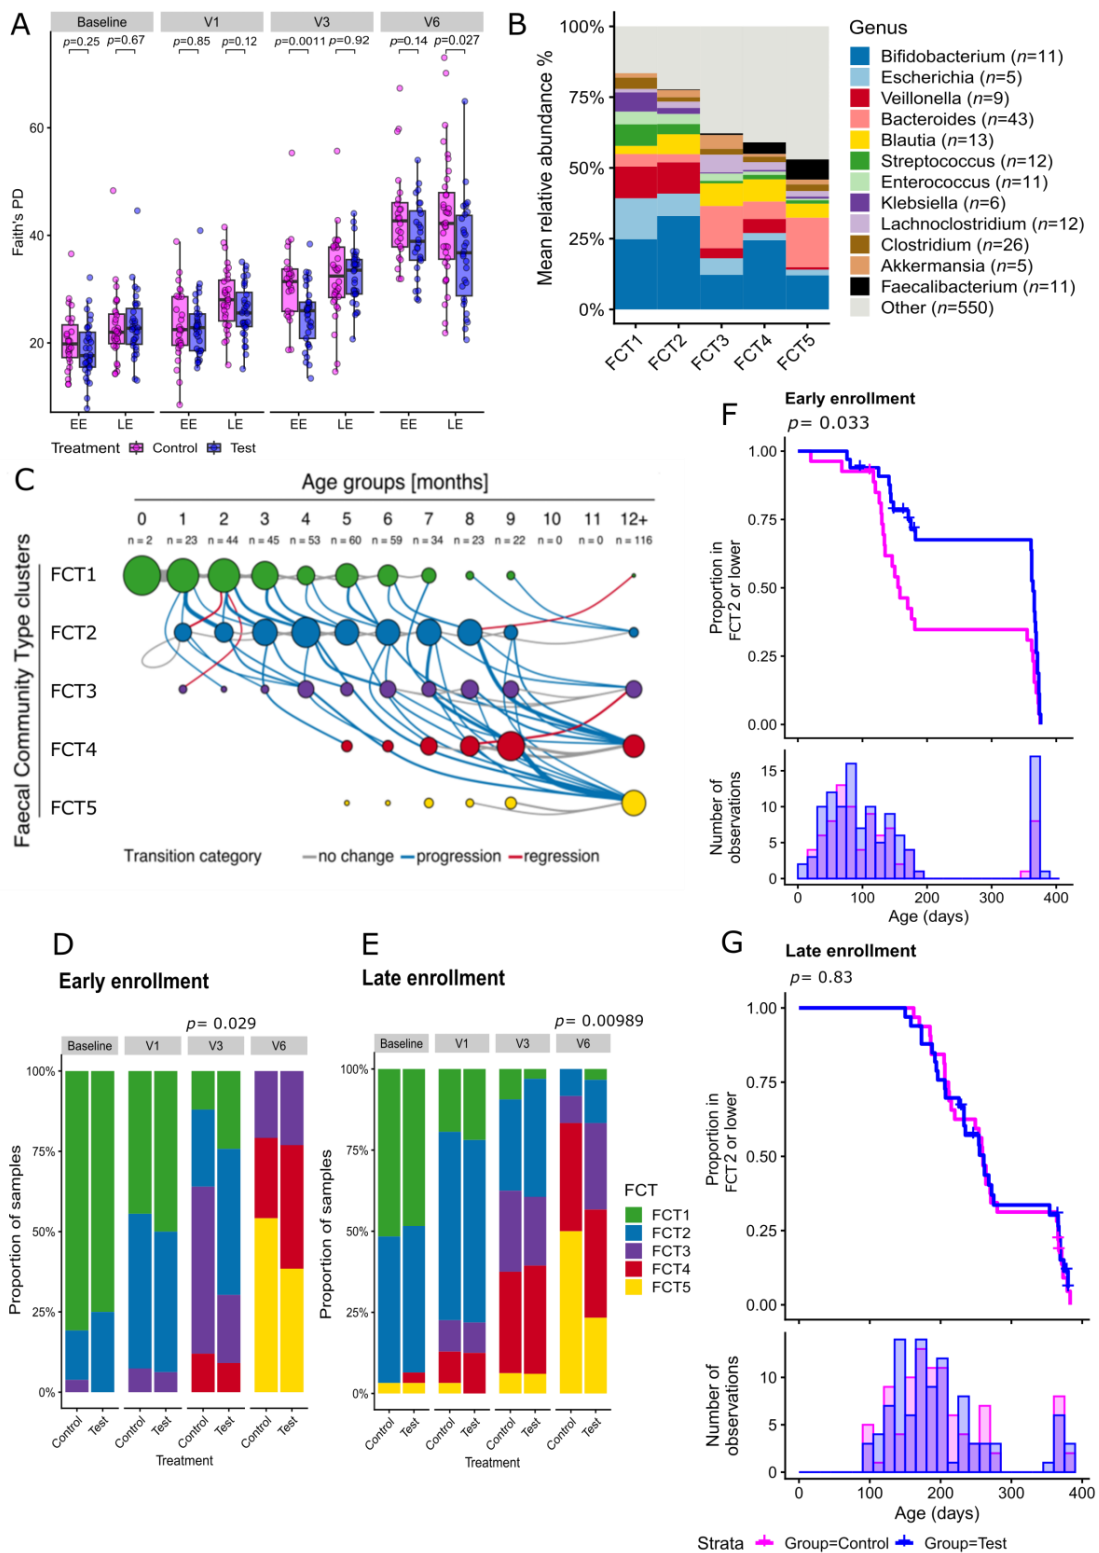 A
Baseline V1 V3 V6
p=0.25 p=0.67 p=0.85 p=0.12 p=0.0011 p=0.92 p=0.14 p=0.027
Faith's PD
60
40
20
EE LE EE LE EE LE EE LE
Treatment Control Test
B
Mean relative abundance %
100%
75%
50%
25%
0%
FCT1 FCT2 FCT3 FCT4 FCT5
Genus
Bifidobacterium (n=11)
Escherichia (n=5)
Veillonella (n=9)
Bacteroides (n=43)
Blautia (n=13)
Streptococcus (n=12)
Enterococcus (n=11)
Klebsiella (n=6)
Lachnoclostridium (n=12)
Clostridium (n=26)
Akkermansia (n=5)
Faecalibacterium (n=11)
Other (n=550)
C
Age groups [months]
0 1 2 3 4 5 6 7 8 9 10 11 12+
n = 2 n = 23 n = 44 n = 45 n = 53 n = 60 n = 59 n = 34 n = 23 n = 22 n = 0 n = 0 n = 116
Faecal Community Type clusters
FCT1
FCT2
FCT3
FCT4
FCT5
Transition category no change progression regression
D
Early enrollment
p= 0.029
Baseline V1 V3 V6
Proportion of samples
100%
75%
50%
25%
0%
Control Test Control Test Control Test Control Test
Treatment
E
Late enrollment
p= 0.00989
Baseline V1 V3 V6
Proportion of samples
100%
75%
50%
25%
0%
Control Test Control Test Control Test Control Test
Treatment
FCT
FCT1
FCT2
FCT3
FCT4
FCT5
F
Early enrollment
p= 0.033
Proportion in
FCT2 or lower
1.00
0.75
0.50
0.25
0.00
Number of
observations
15
10
5
0
0 100 200 300 400
Age (days)
G
Late enrollment
p= 0.83
Proportion in
FCT2 or lower
1.00
0.75
0.50
0.25
0.00
Number of
observations
10
5
0
0 100 200 300 400
Age (days)
Strata Group=Control Group=Test